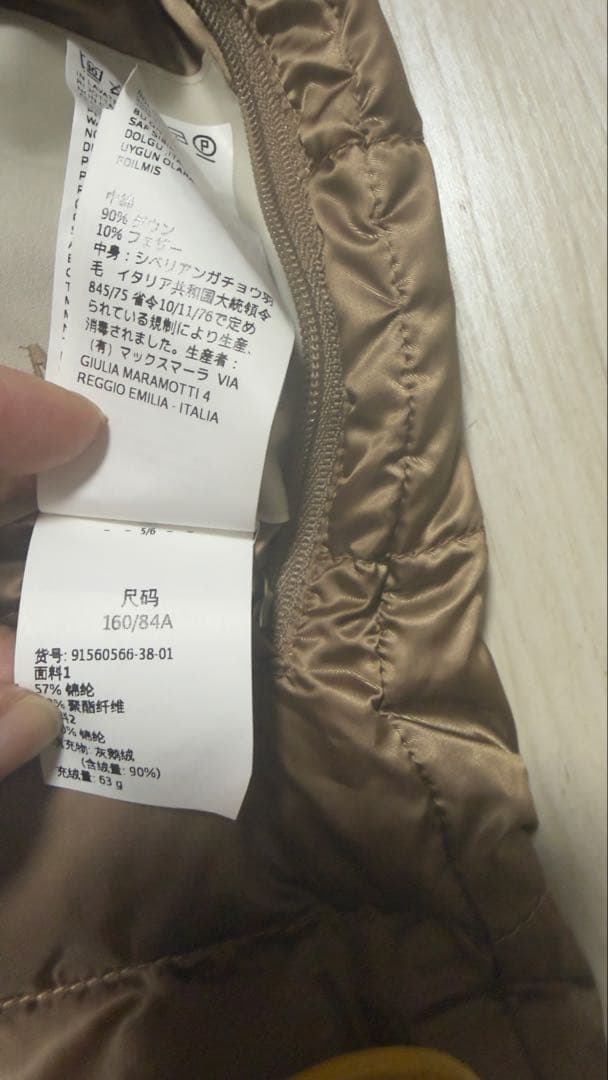 DOLGU
UYGUN OLARA
中綿
90% ダウン
10% フェザー
中身：シベリアンガチョウ羽
毛 イタリア共和国大統領令
845/75 省令10/11/76で定め
られている規制により生産、
消毒されました。生産者：
(有) マックスマーラ VIA
GIULIA MARAMOTTI 4
REGGIO EMILIA - ITALIA
5/6
尺码
160/84A
货号: 91560566-38-01
面料1
57% 锦纶
聚酯纤维
锦纶
充物: 灰鹅绒
(含绒量: 90%)
充绒量: 63 g